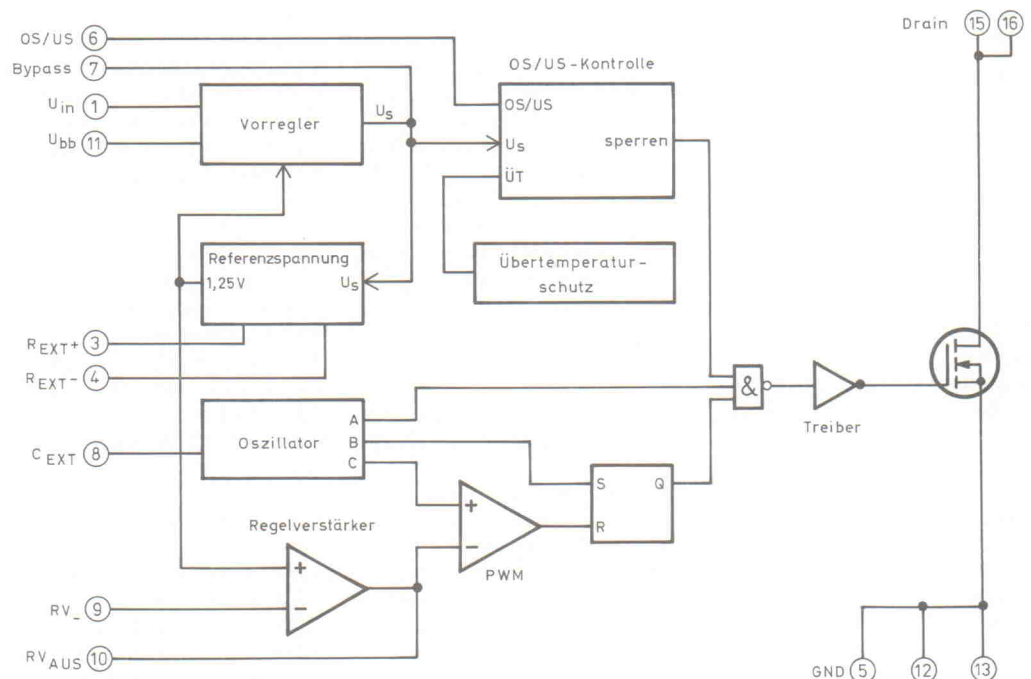 Drain 15 16
OS/US 6
Bypass 7
OS/US-Kontrolle
Uin 1
Ubb 11
Vorregler
Us
OS/US
Us
ÜT
sperren
Referenzspannung
1,25V
Us
Übertemperatur-
schutz
REXT+ 3
REXT- 4
CEXT 8
Oszillator
A
B
C
&
Treiber
S
R
Q
+
-
PWM
Regelverstärker
+
-
RV- 9
RVAUS 10
GND 5 12 13